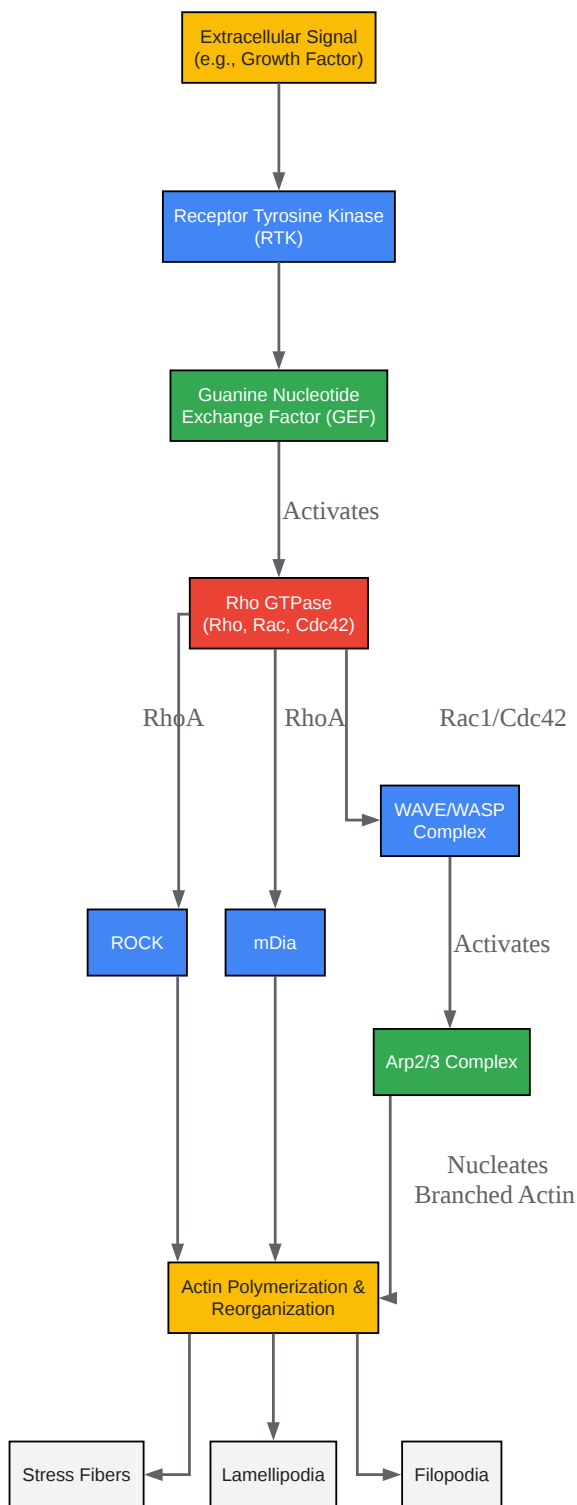 Extracellular Signal
(e.g., Growth Factor)
Receptor Tyrosine Kinase
(RTK)
Guanine Nucleotide
Exchange Factor (GEF)
Activates
Rho GTPase
(Rho, Rac, Cdc42)
RhoA
RhoA
Rac1/Cdc42
WAVE/WASP
Complex
ROCK
mDia
Activates
Arp2/3 Complex
Nucleates
Branched Actin
Actin Polymerization &
Reorganization
Stress Fibers
Lamellipodia
Filopodia